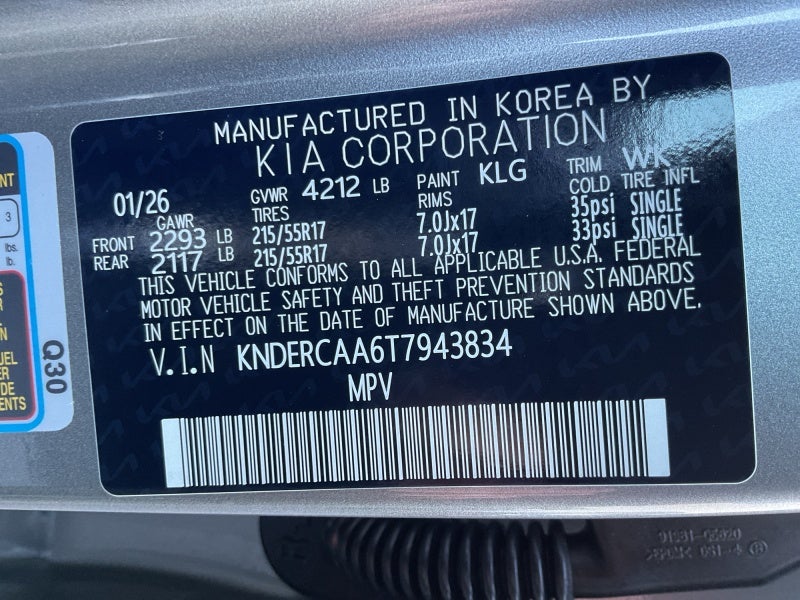 MANUFACTURED IN KOREA BY
KIA CORPORATION
01/26 GVWR 4212 LB PAINT KLG TRIM WK
GAWR TIRES RIMS COLD TIRE INFL
FRONT 2293 LB 215/55R17 7.0Jx17 35psi SINGLE
REAR 2117 LB 215/55R17 7.0Jx17 33psi SINGLE
THIS VEHICLE CONFORMS TO ALL APPLICABLE U.S.A. FEDERAL
MOTOR VEHICLE SAFETY AND THEFT PREVENTION STANDARDS
IN EFFECT ON THE DATE OF MANUFACTURE SHOWN ABOVE.
V.I.N KNDERCAA6T7943834
MPV
3
lbs.
lb.
Q30